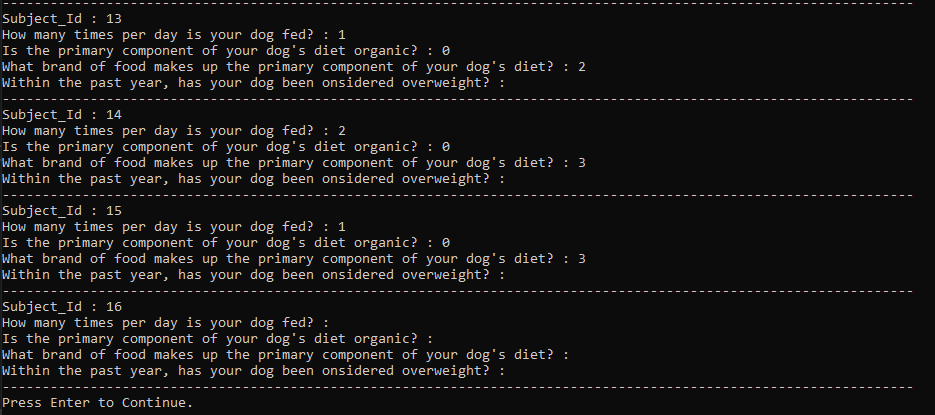 --------------------------------------------------------------------------------------------------------------------
Subject_Id : 13
How many times per day is your dog fed? : 1
Is the primary component of your dog's diet organic? : 0
What brand of food makes up the primary component of your dog's diet? : 2
Within the past year, has your dog been onsidered overweight? :
--------------------------------------------------------------------------------------------------------------------
Subject_Id : 14
How many times per day is your dog fed? : 2
Is the primary component of your dog's diet organic? : 0
What brand of food makes up the primary component of your dog's diet? : 3
Within the past year, has your dog been onsidered overweight? :
--------------------------------------------------------------------------------------------------------------------
Subject_Id : 15
How many times per day is your dog fed? : 1
Is the primary component of your dog's diet organic? : 0
What brand of food makes up the primary component of your dog's diet? : 3
Within the past year, has your dog been onsidered overweight? :
--------------------------------------------------------------------------------------------------------------------
Subject_Id : 16
How many times per day is your dog fed? :
Is the primary component of your dog's diet organic? :
What brand of food makes up the primary component of your dog's diet? :
Within the past year, has your dog been onsidered overweight? :
--------------------------------------------------------------------------------------------------------------------
Press Enter to Continue.